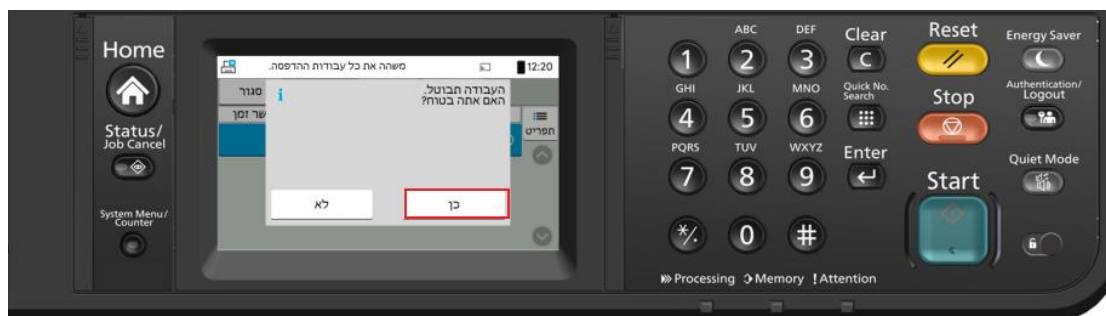 Home
Status/
Job Cancel
System Menu/
Counter
משהה את כל עבודות ההדפסה.
12:20
סגור
העבודה תבוטל.
האם אתה בטוח?
שר זמן
תפריט
לא
כן
ABC
DEF
1
2
3
GHI
JKL
MNO
4
5
6
PQRS
TUV
WXYZ
7
8
9
*/.
0
#
Clear
C
Quick No.
Search
Enter
Reset
Stop
Start
Energy Saver
Authentication/
Logout
Quiet Mode
Processing
Memory
!Attention